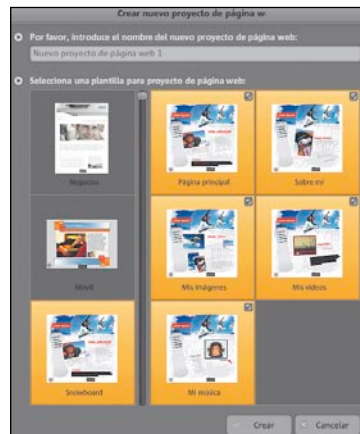 Crear nuevo proyecto de página w
Por favor, introduce el nombre del nuevo proyecto de página web:
Nuevo proyecto de página web 1
Selecciona una plantilla para proyecto de página web:
Negocios
Página principal
Sobre mí
Móvil
Mis imágenes
Mis vídeos
Snowboard
Mi música
Crear
Cancelar